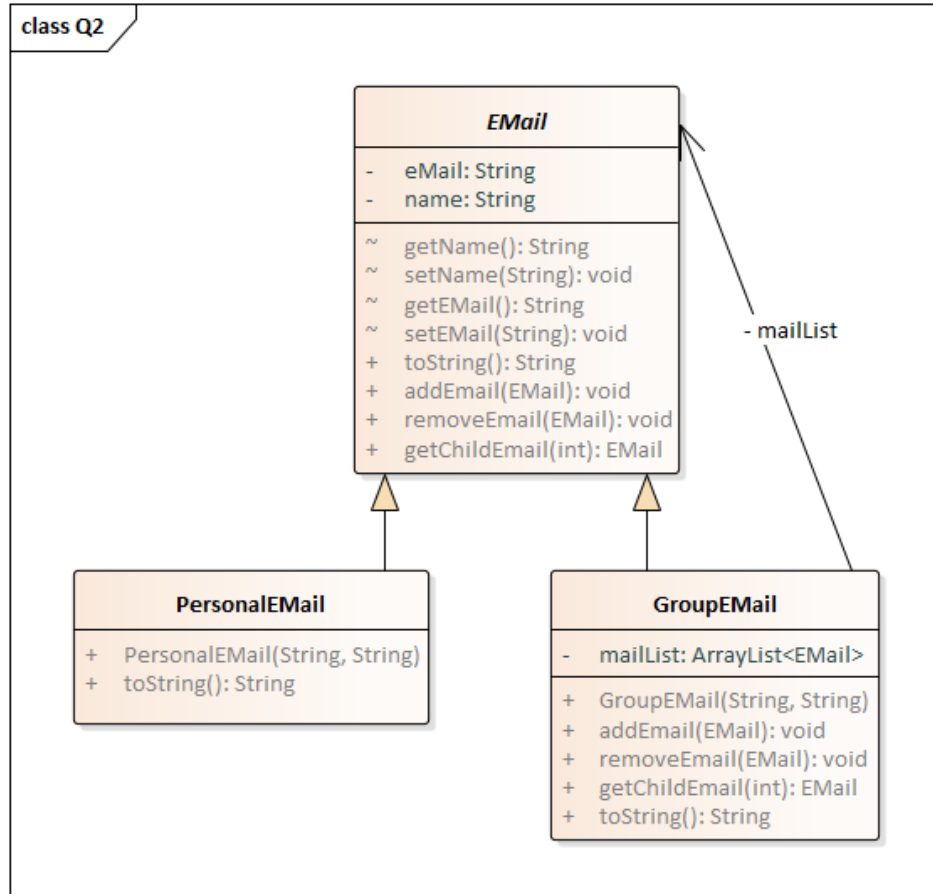 class Q2
EMail
- eMail: String
- name: String
~ getName(): String
~ setName(String): void
~ getEMail(): String
~ setEMail(String): void
+ toString(): String
+ addEmail(EMail): void
+ removeEmail(EMail): void
+ getChildEmail(int): EMail
- mailList
PersonalEMail
+ PersonalEMail(String, String)
+ toString(): String
GroupEMail
- mailList: ArrayList<EMail>
+ GroupEMail(String, String)
+ addEmail(EMail): void
+ removeEmail(EMail): void
+ getChildEmail(int): EMail
+ toString(): String